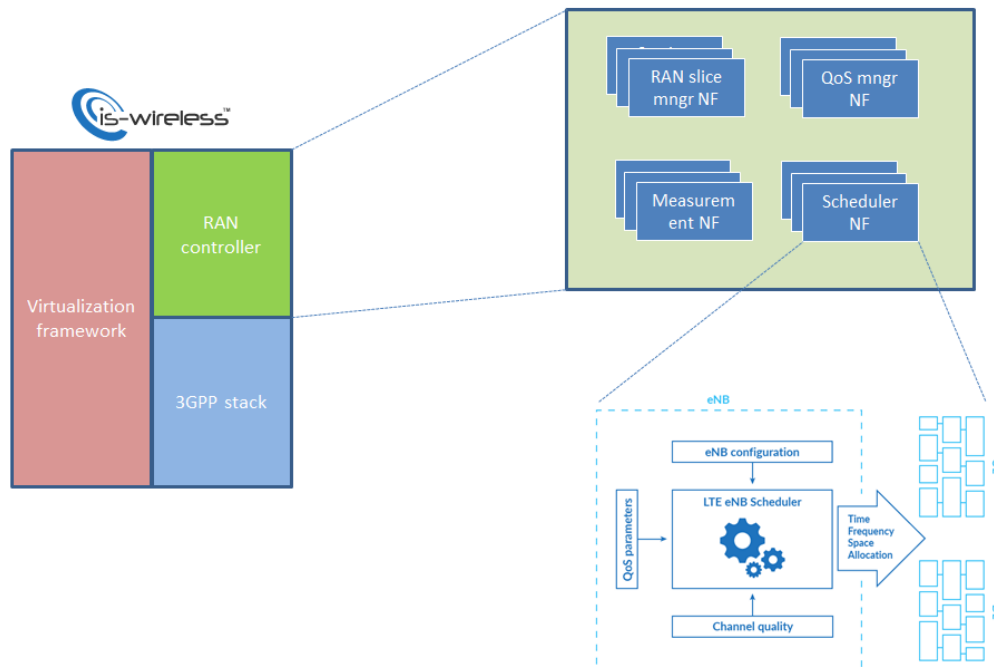 is-wireless™
RAN
controller
Virtualization
framework
3GPP stack
RAN slice
mngr NF
QoS mngr
NF
Measurem
ent NF
Scheduler
NF
eNB
eNB configuration
LTE eNB Scheduler
QoS parameters
Time
Frequency
Space
Allocation
Channel quality